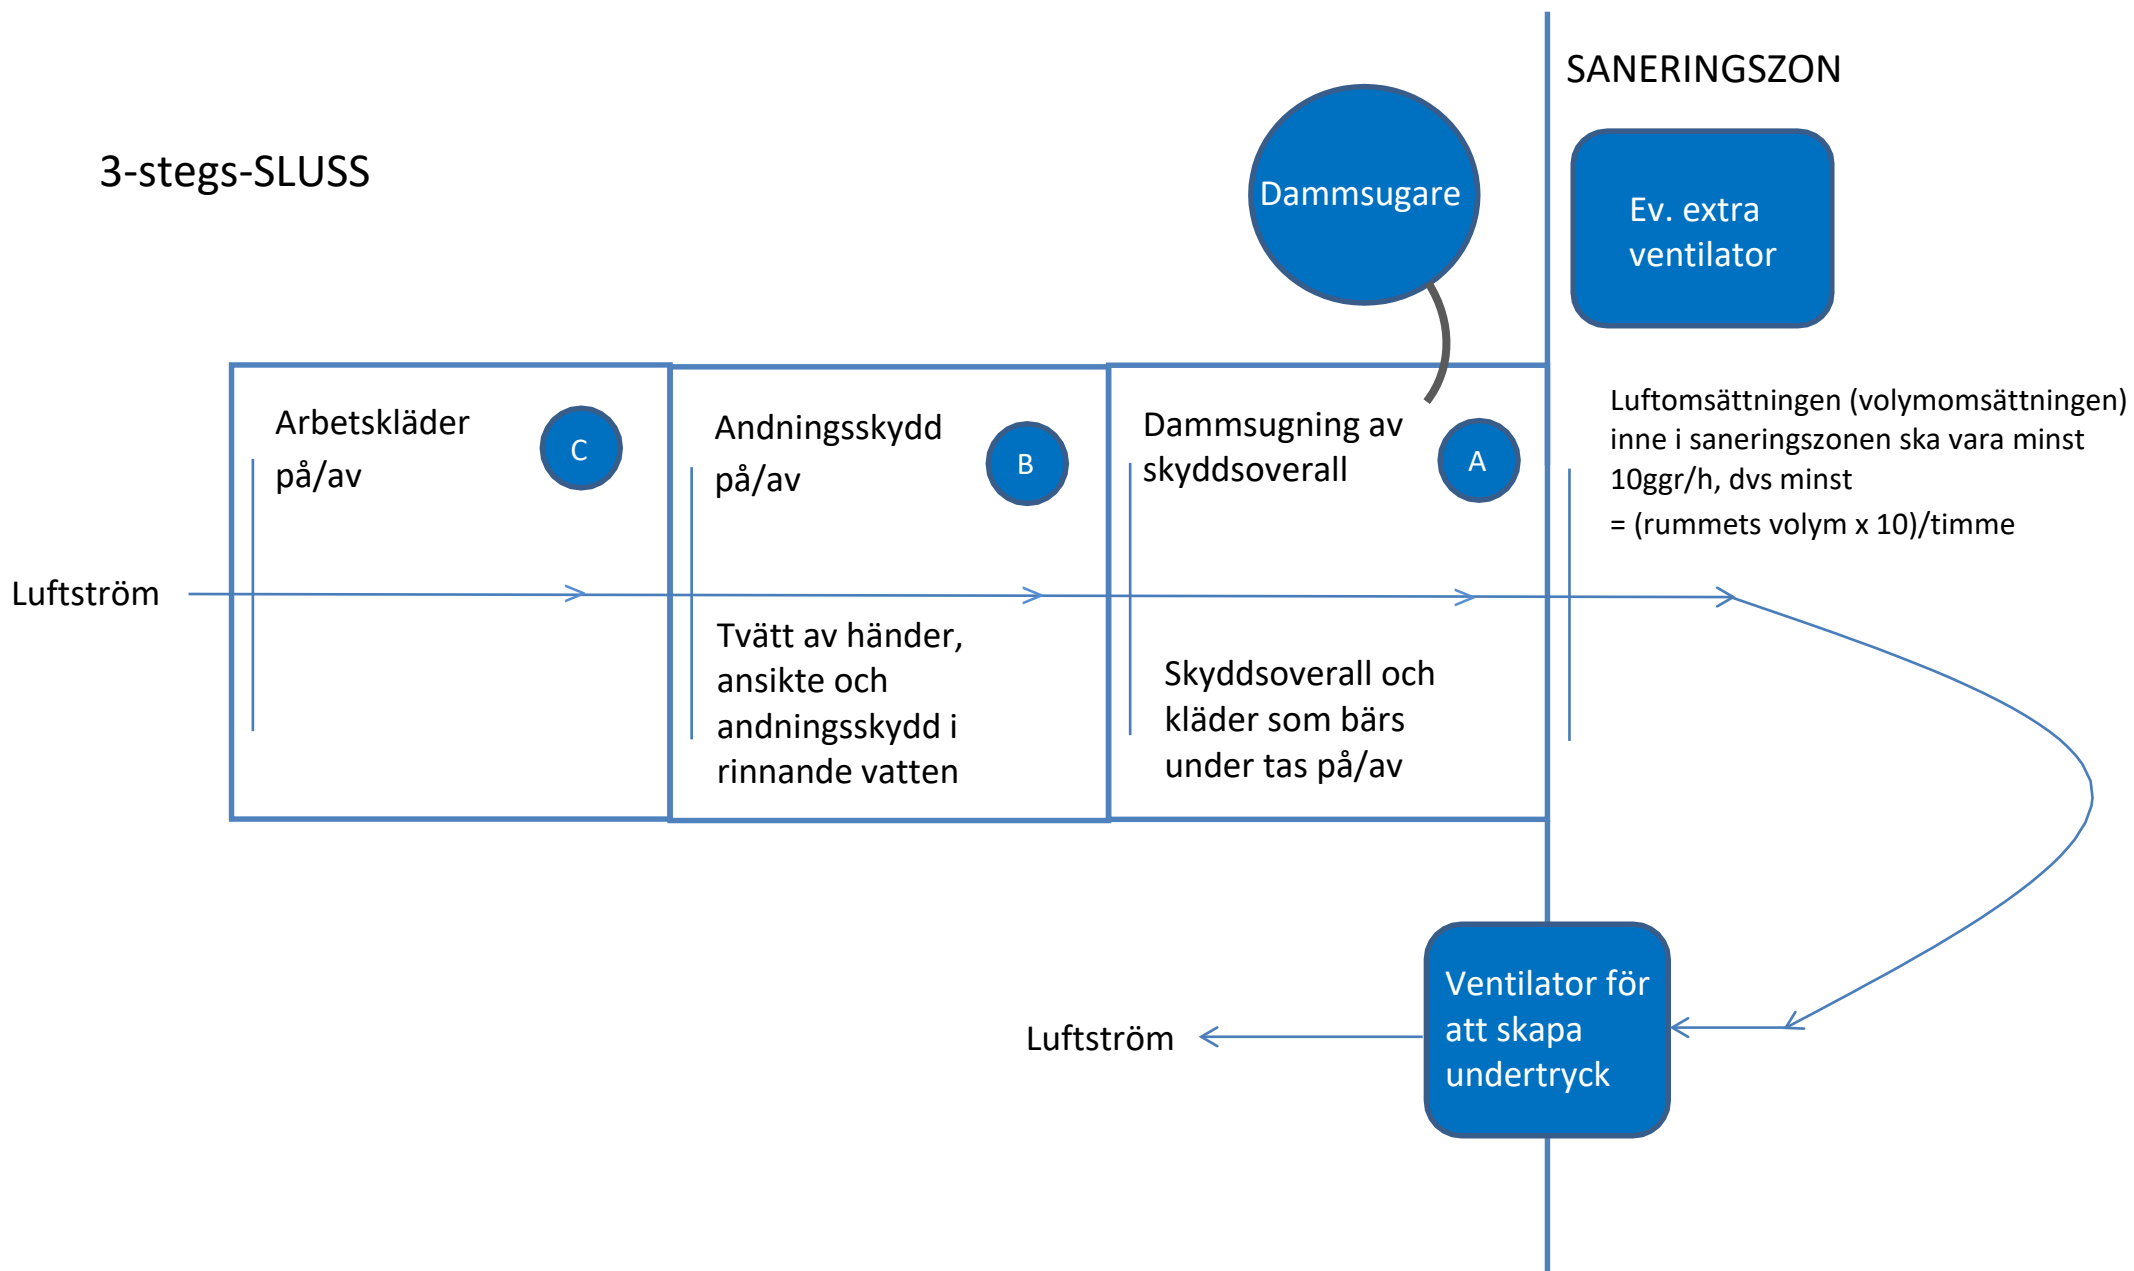 SANERINGSZON
3-stegs-SLUSS
Dammsugare
Ev. extra
ventilator
Arbetskläder
på/av
C
Andningsskydd
på/av
B
Dammsugning av
skyddsoverall
A
Luftomsättningen (volymomsättningen)
inne i saneringszonen ska vara minst
10ggr/h, dvs minst
= (rummets volym x 10)/timme
Luftström
Tvätt av händer,
ansikte och
andningsskydd i
rinnande vatten
Skyddsoverall och
kläder som bärs
under tas på/av
Luftström
Ventilator för
att skapa
undertryck